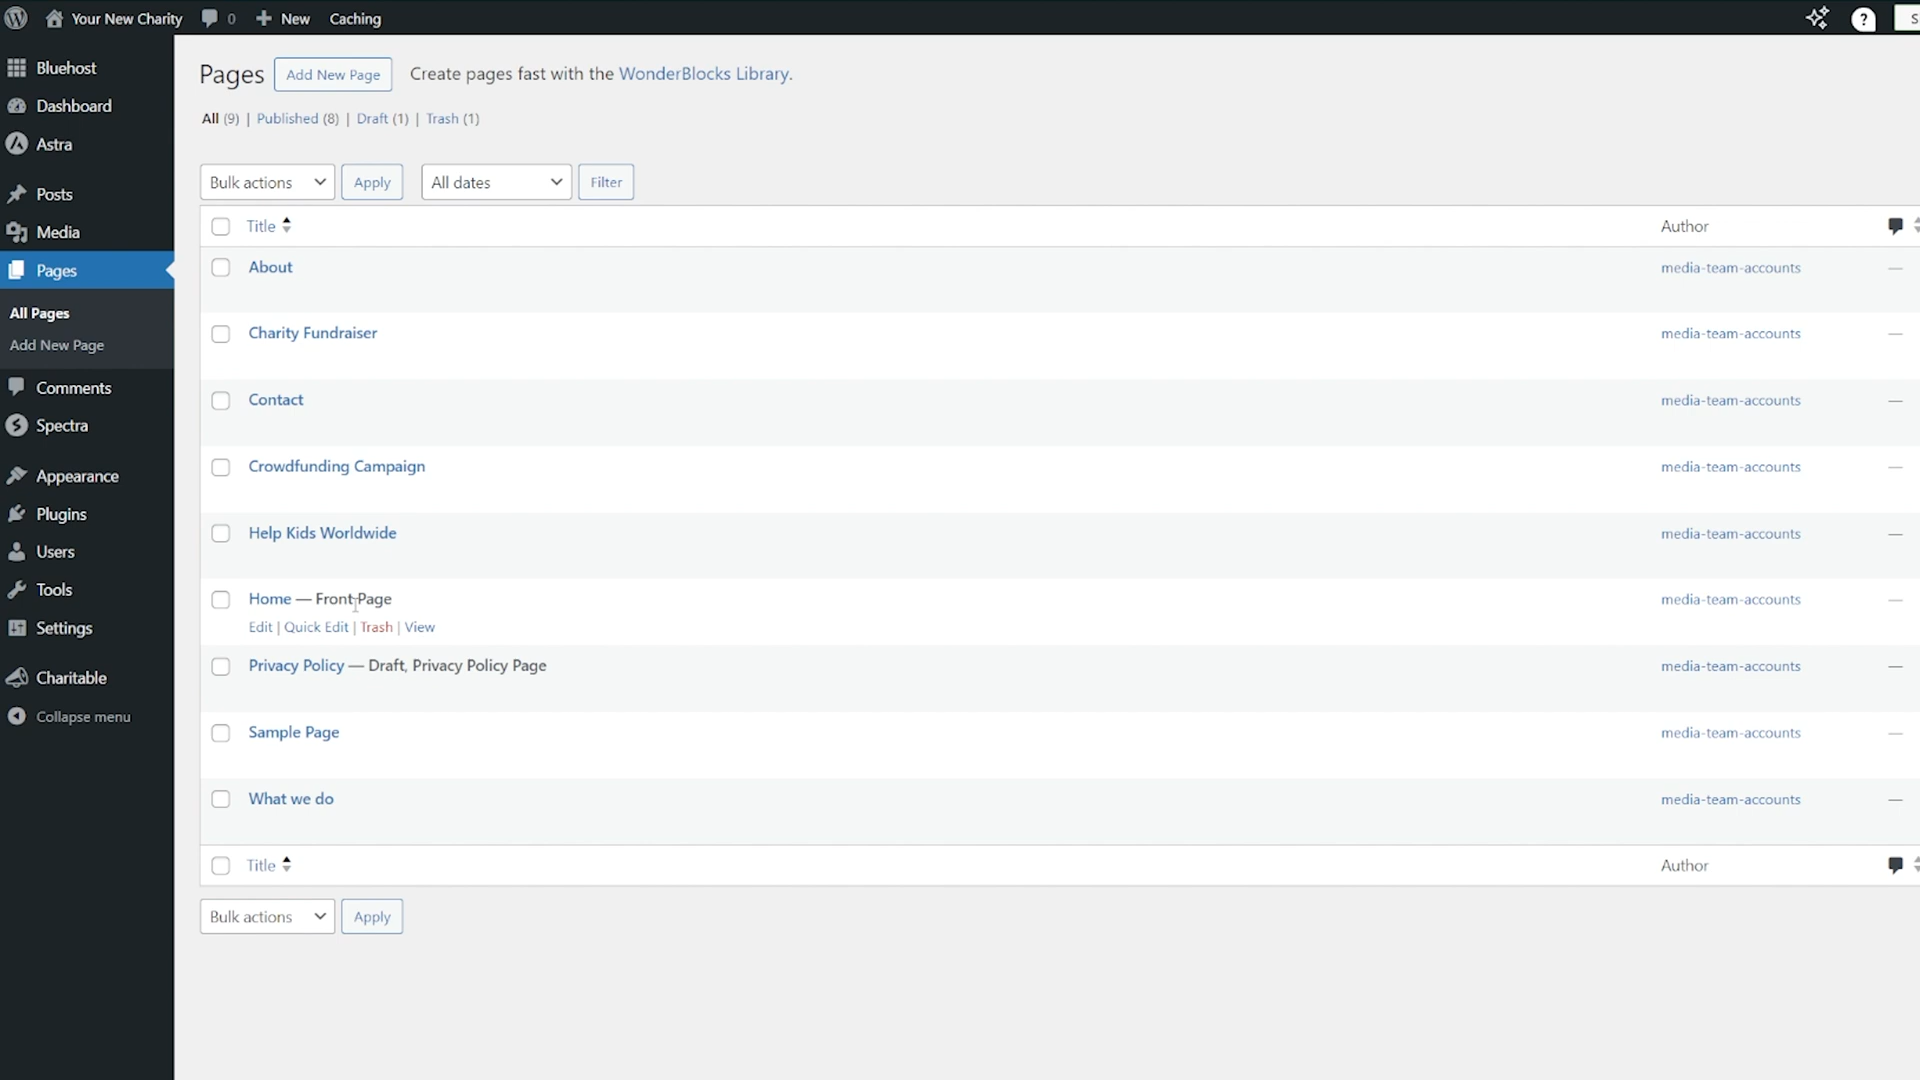 Your New Charity 0 New Caching
Bluehost
Dashboard
Astra
Posts
Media
Pages
All Pages
Add New Page
Comments
Spectra
Appearance
Plugins
Users
Tools
Settings
Charitable
Collapse menu
Pages Add New Page Create pages fast with the WonderBlocks Library.
All (9) | Published (8) | Draft (1) | Trash (1)
Bulk actions Apply All dates Filter
Title Author
About media-team-accounts —
Charity Fundraiser media-team-accounts —
Contact media-team-accounts —
Crowdfunding Campaign media-team-accounts —
Help Kids Worldwide media-team-accounts —
Home — Front Page media-team-accounts —
Edit | Quick Edit | Trash | View
Privacy Policy — Draft, Privacy Policy Page media-team-accounts —
Sample Page media-team-accounts —
What we do media-team-accounts —
Title Author
Bulk actions Apply